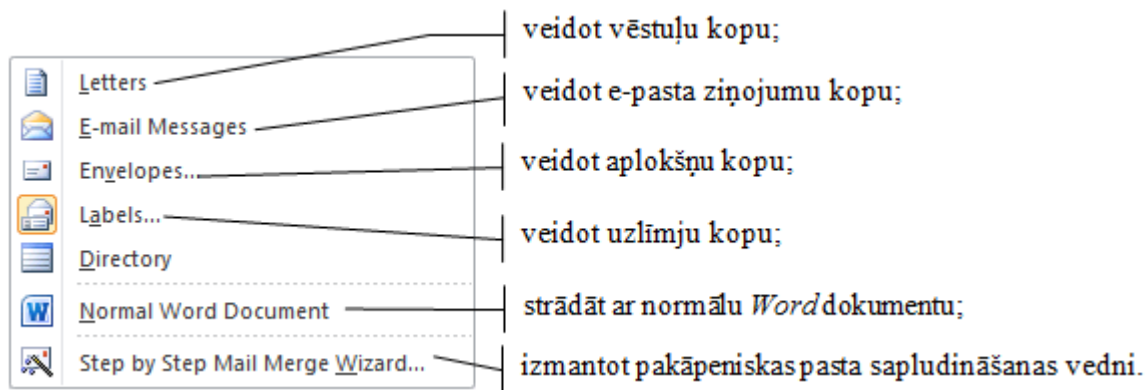 veidot vēstuļu kopu;
Letters
veidot e-pasta ziņojumu kopu;
E-mail Messages
veidot aplokšņu kopu;
Envelopes...
Labels...
veidot uzlīmju kopu;
Directory
Normal Word Document
strādāt ar normālu Word dokumentu;
Step by Step Mail Merge Wizard...
izmantot pakāpeniskas pasta sapludināšanas vedni.